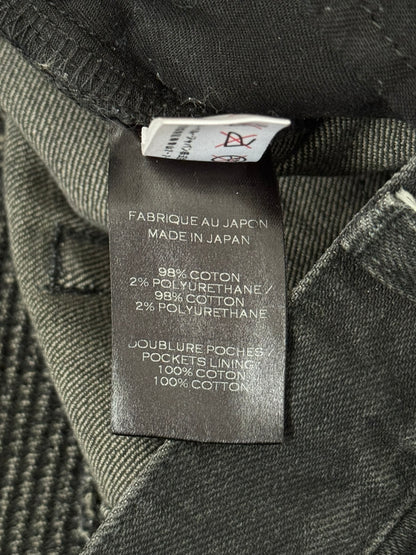 FABRIQUE AU JAPON
MADE IN JAPAN
98% COTON
2% POLYURETHANE /
98% COTTON
2% POLYURETHANE
DOUBLURE POCHES /
POCKETS LINING:
100% COTON
100% COTTON